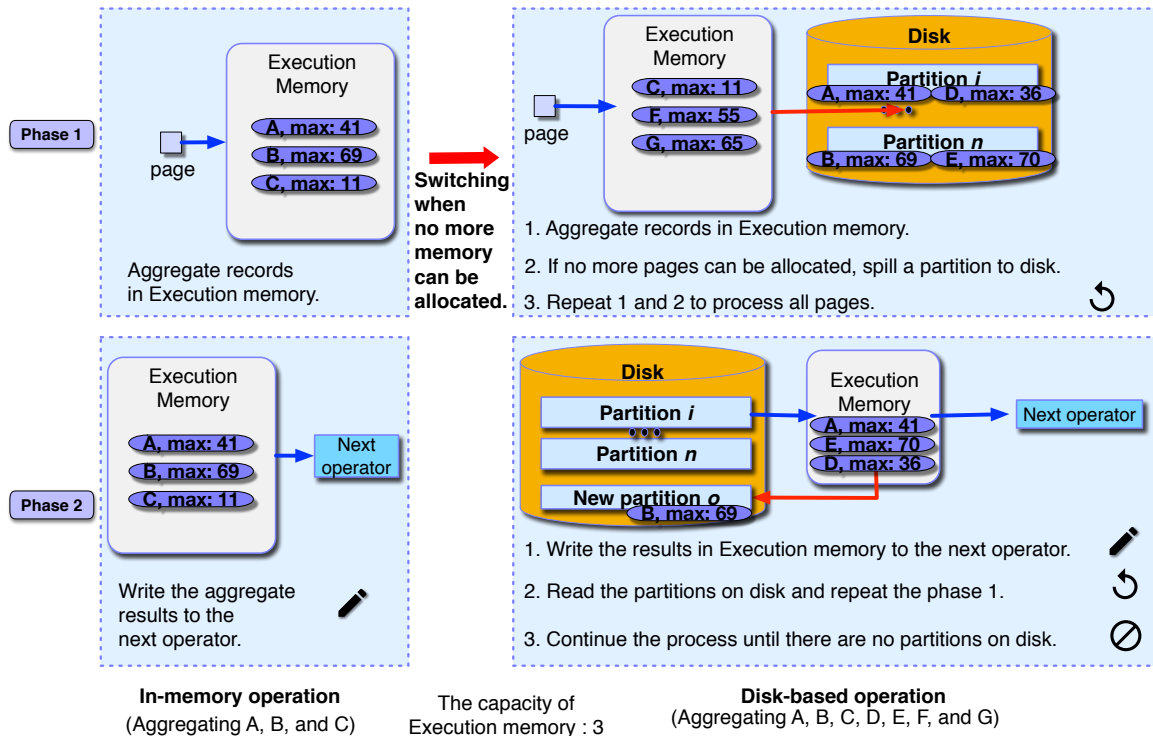 Phase 1
page
Execution
Memory
A, max: 41
B, max: 69
C, max: 11
Aggregate records
in Execution memory.
Switching
when
no more
memory
can be
allocated.
page
Execution
Memory
C, max: 11
F, max: 55
G, max: 65
Disk
Partition i
A, max: 41 D, max: 36
Partition n
B, max: 69 E, max: 70
1. Aggregate records in Execution memory.
2. If no more pages can be allocated, spill a partition to disk.
3. Repeat 1 and 2 to process all pages.
Phase 2
Execution
Memory
A, max: 41
B, max: 69
C, max: 11
Next
operator
Write the aggregate
results to the
next operator.
Disk
Partition i
Partition n
New partition o
B, max: 69
Execution
Memory
A, max: 41
E, max: 70
D, max: 36
Next operator
1. Write the results in Execution memory to the next operator.
2. Read the partitions on disk and repeat the phase 1.
3. Continue the process until there are no partitions on disk.
In-memory operation
(Aggregating A, B, and C)
The capacity of
Execution memory : 3
Disk-based operation
(Aggregating A, B, C, D, E, F, and G)